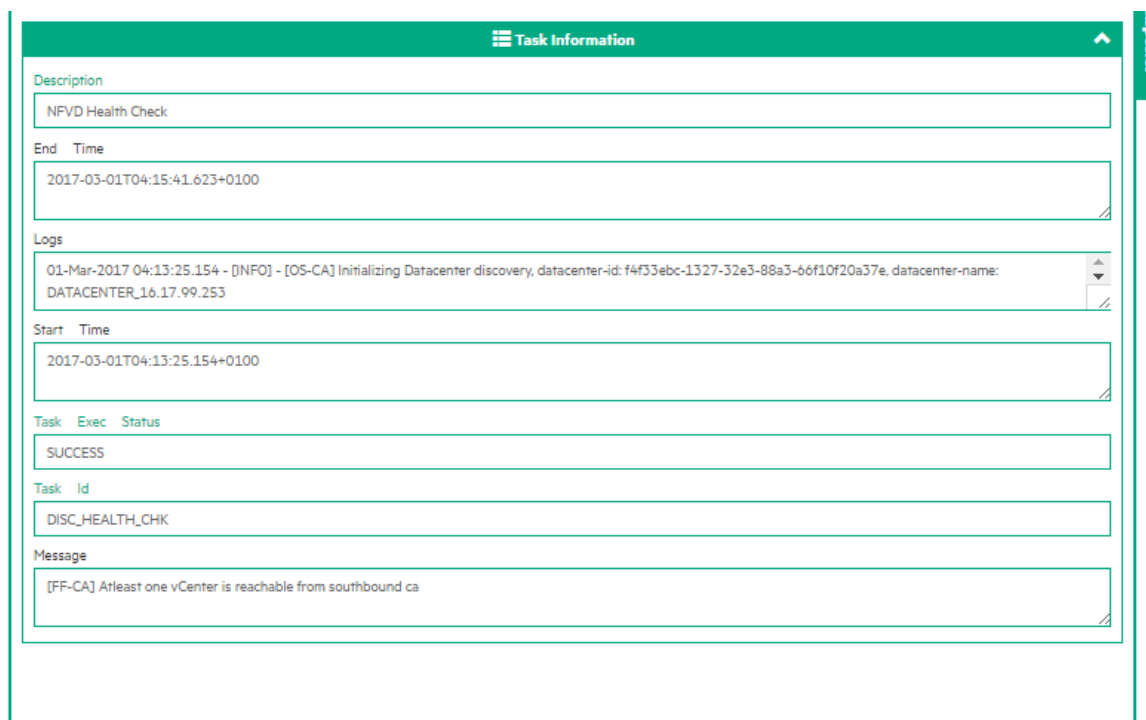 Task Information
Description
NFVD Health Check
End Time
2017-03-01T04:15:41.623+0100
Logs
01-Mar-2017 04:13:25.154 - [INFO] - [OS-CA] Initializing Datacenter discovery, datacenter-id: f4f33ebc-1327-32e3-88a3-66f10f20a37e, datacenter-name:
DATACENTER_16.17.99.253
Start Time
2017-03-01T04:13:25.154+0100
Task Exec Status
SUCCESS
Task Id
DISC_HEALTH_CHK
Message
[FF-CA] Atleast one vCenter is reachable from southbound ca